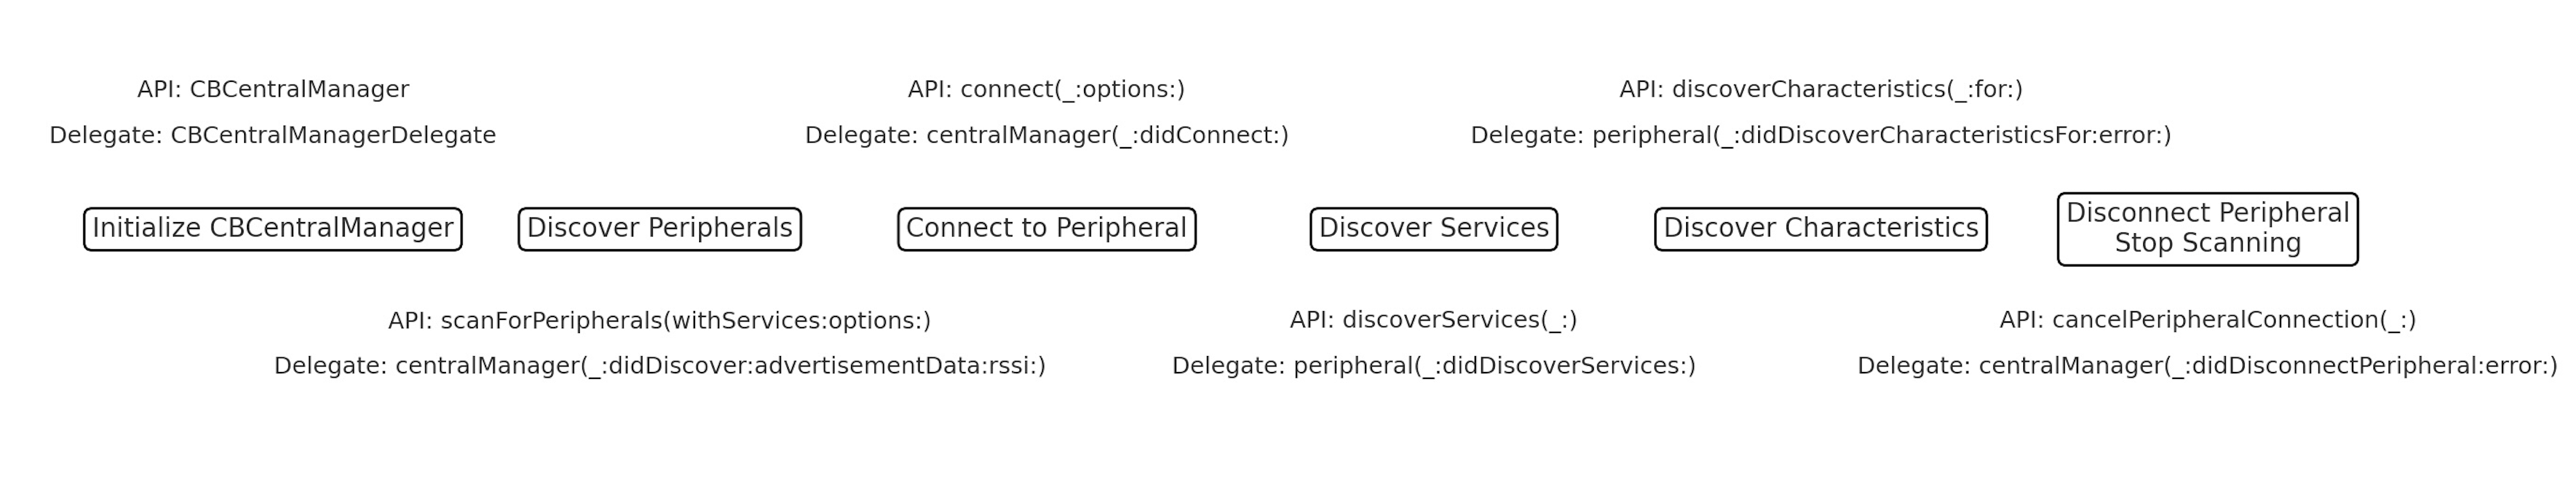 API: CBCentralManager
Delegate: CBCentralManagerDelegate
API: connect(_:options:)
Delegate: centralManager(_:didConnect:)
API: discoverCharacteristics(_:for:)
Delegate: peripheral(_:didDiscoverCharacteristicsFor:error:)
Initialize CBCentralManager
Discover Peripherals
Connect to Peripheral
Discover Services
Discover Characteristics
Disconnect Peripheral
Stop Scanning
API: scanForPeripherals(withServices:options:)
Delegate: centralManager(_:didDiscover:advertisementData:rssi:)
API: discoverServices(_:)
Delegate: peripheral(_:didDiscoverServices:)
API: cancelPeripheralConnection(_:)
Delegate: centralManager(_:didDisconnectPeripheral:error:)